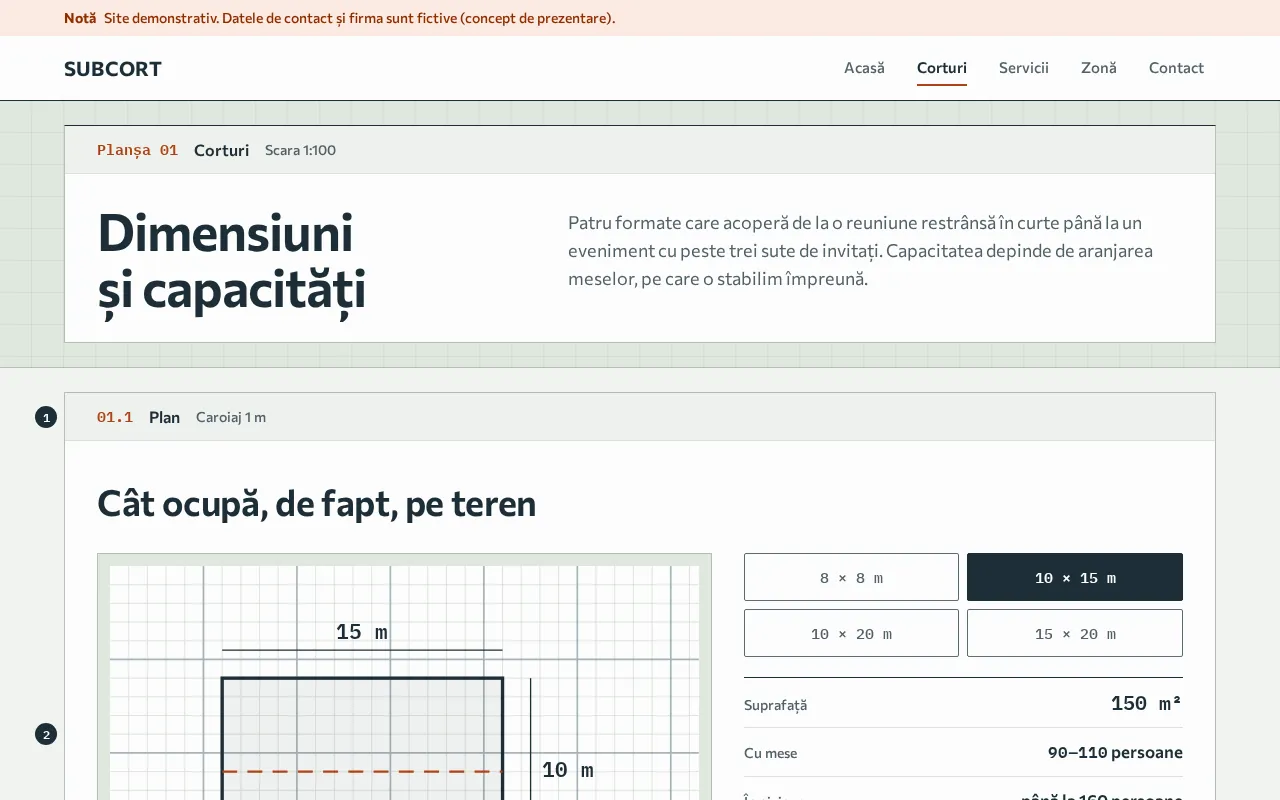 Notă Site demonstrativ. Datele de contact și firma sunt fictive (concept de prezentare).
SUBCORT
Acasă Corturi Servicii Zonă Contact
Planșa 01 Corturi Scara 1:100
Dimensiuni
și capacități
Patru formate care acoperă de la o reuniune restrânsă în curte până la un
eveniment cu peste trei sute de invitați. Capacitatea depinde de aranjarea
meselor, pe care o stabilim împreună.
1
01.1 Plan Caroiaj 1 m
Cât ocupă, de fapt, pe teren
15 m
10 m
8 × 8 m
10 × 15 m
10 × 20 m
15 × 20 m
Suprafață 150 m²
2
Cu mese 90–110 persoane
până la 160 persoane